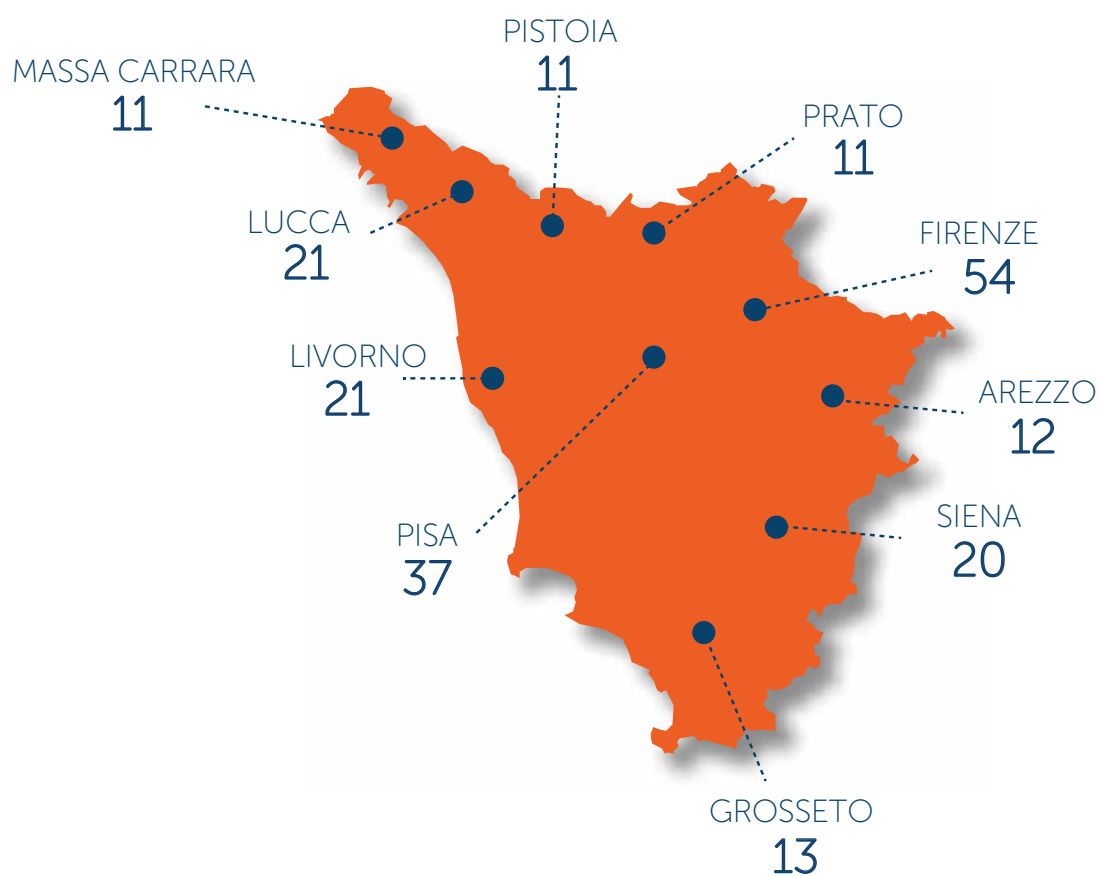 PISTOIA
11
MASSA CARRARA
11
PRATO
11
LUCCA
21
FIRENZE
54
LIVORNO
21
AREZZO
12
PISA
37
SIENA
20
GROSSETO
13